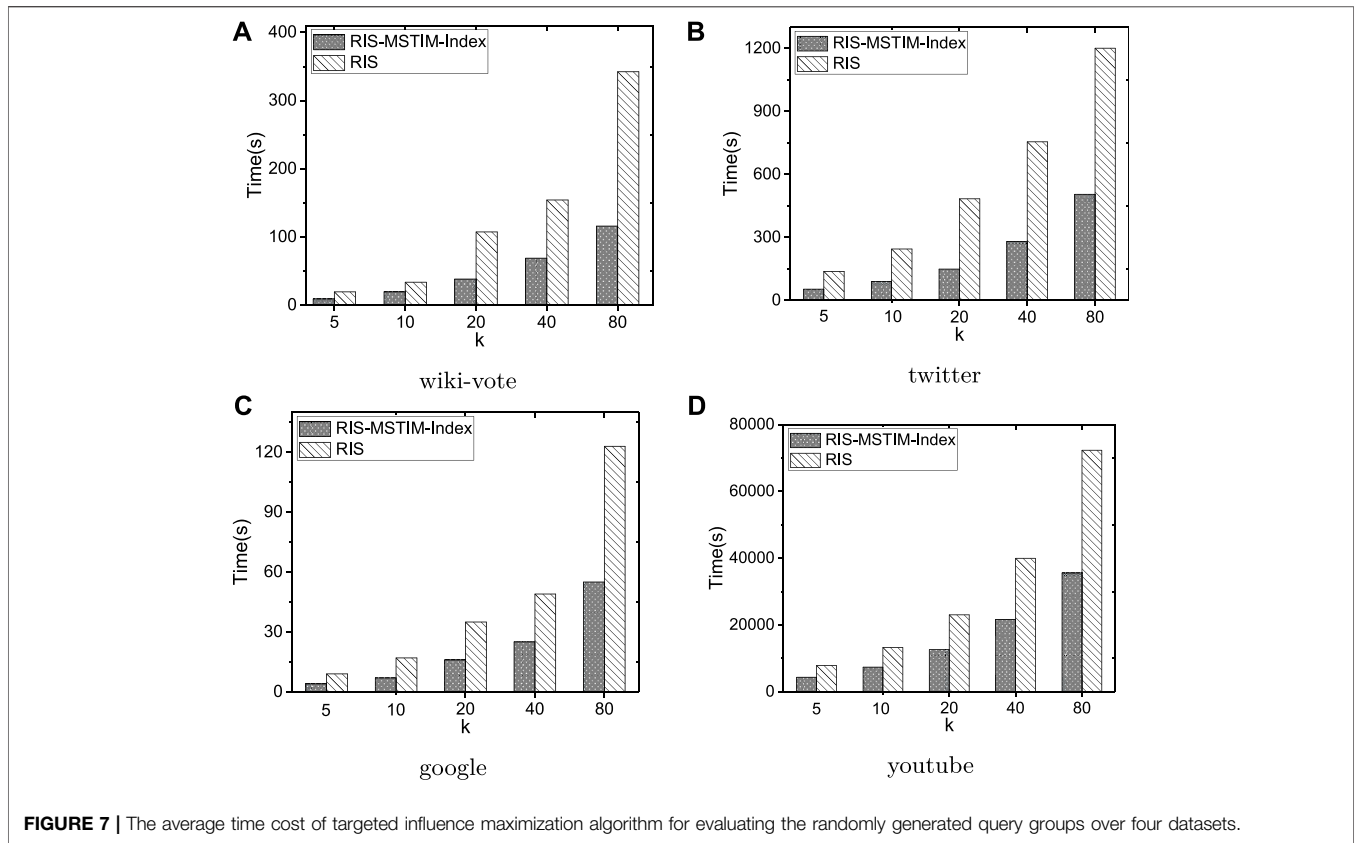 A
RIS-MSTIM-Index
RIS
400
300
200
100
0
Time(s)
5 10 20 40 80
k
wiki-vote
B
RIS-MSTIM-Index
RIS
1200
900
600
300
0
Time(s)
5 10 20 40 80
k
twitter
C
RIS-MSTIM-Index
RIS
120
90
60
30
0
Time(s)
5 10 20 40 80
k
google
D
RIS-MSTIM-Index
RIS
80000
60000
40000
20000
0
Time(s)
5 10 20 40 80
k
youtube
FIGURE 7 | The average time cost of targeted influence maximization algorithm for evaluating the randomly generated query groups over four datasets.